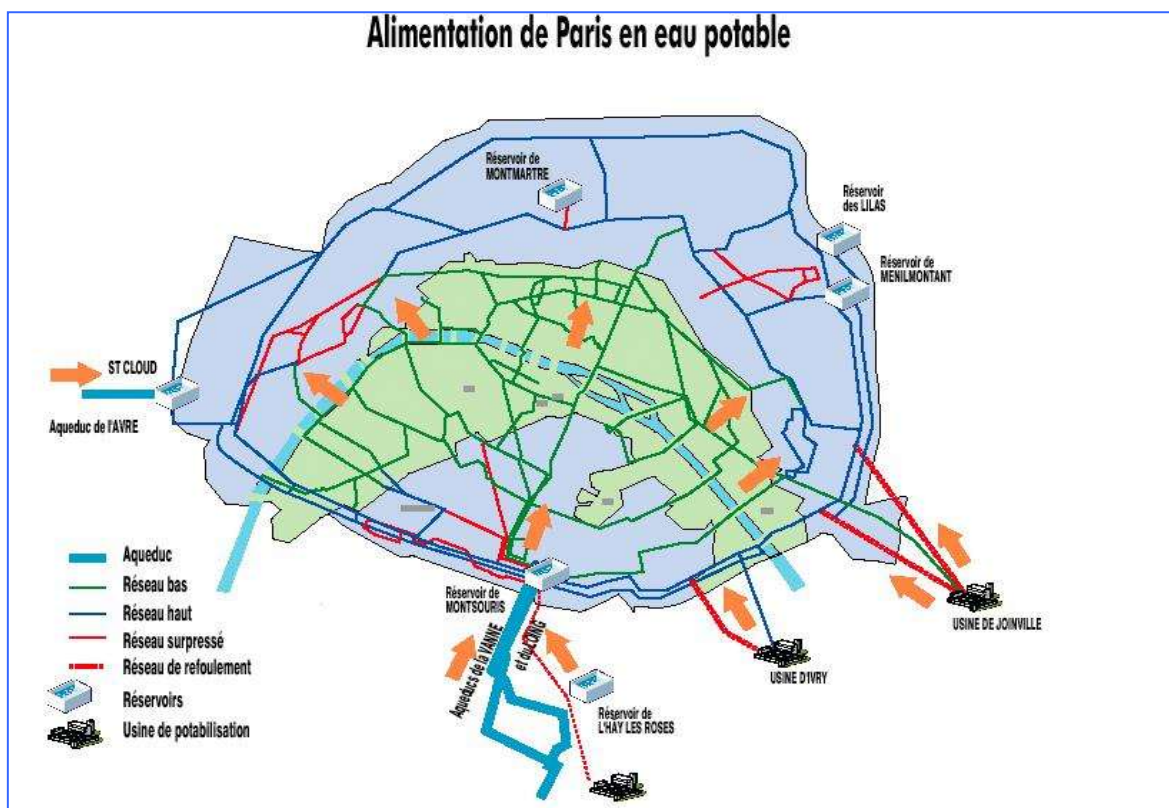 Alimentation de Paris en eau potable
Réservoir de
MONTMARTRE
Réservoir
des LILAS
Réservoir de
MENILMONTANT
ST CLOUD
Aqueduc de l'AVRE
Réservoir de
MONTSOURIS
Aqueducs de la VANNE
et du LOING
USINE DE JOINVILLE
USINE D'IVRY
Réservoir de
L'HAY LES ROSES
Aqueduc
Réseau bas
Réseau haut
Réseau surpressé
Réseau de refoulement
Réservoirs
Usine de potabilisation